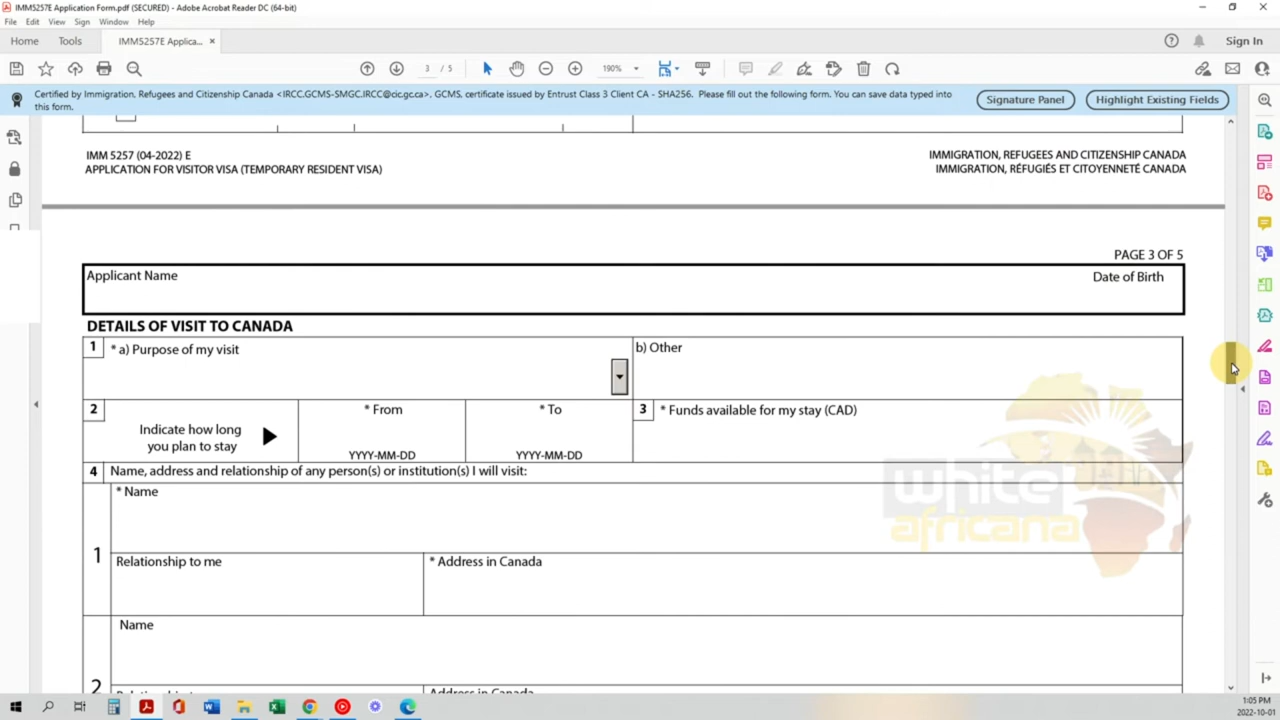 IMM5257E Application Form.pdf (SECURED) - Adobe Acrobat Reader DC (64-bit)
File Edit View Sign Window Help
Home Tools IMM5257E Applica... × Sign In
3 / 5 190%
Certified by Immigration, Refugees and Citizenship Canada <IRCC.GCMS-SMGC.IRCC@cic.gc.ca>, GCMS, certificate issued by Entrust Class 3 Client CA - SHA256. Please fill out the following form. You can save data typed into
this form.
Signature Panel
Highlight Existing Fields
IMM 5257 (04-2022) E
APPLICATION FOR VISITOR VISA (TEMPORARY RESIDENT VISA)
IMMIGRATION, REFUGEES AND CITIZENSHIP CANADA
IMMIGRATION, RÉFUGIÉS ET CITOYENNETÉ CANADA
PAGE 3 OF 5
Applicant Name
Date of Birth
DETAILS OF VISIT TO CANADA
1 * a) Purpose of my visit
b) Other
2 Indicate how long
you plan to stay
* From
YYYY-MM-DD
* To
YYYY-MM-DD
3 * Funds available for my stay (CAD)
4 Name, address and relationship of any person(s) or institution(s) I will visit:
1
* Name
Relationship to me
* Address in Canada
white
africana
2
Name
Address in Canada
1:05 PM
2022-10-01